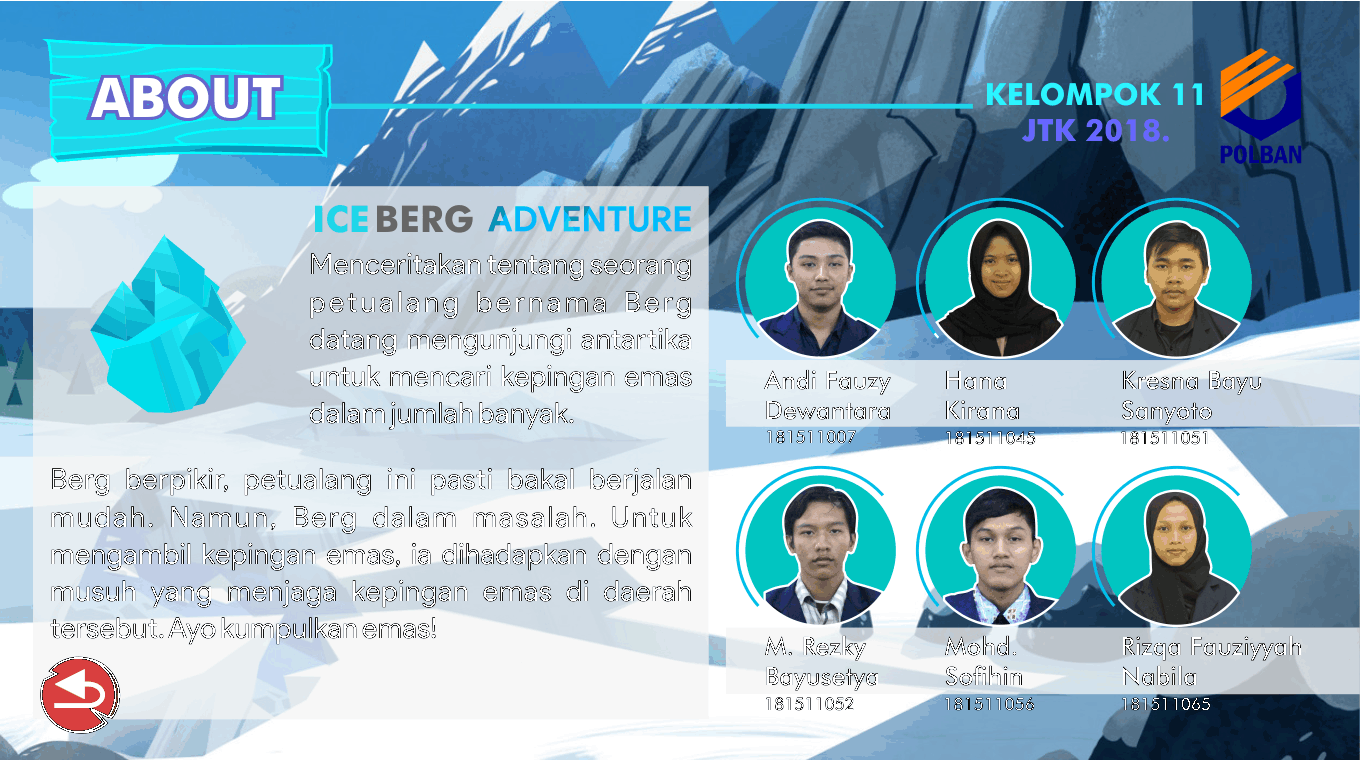 ABOUT
KELOMPOK 11
JTK 2018.
POLBAN
ICEBERG ADVENTURE
Menceritakan tentang seorang
petualang bernama Berg
datang mengunjungi antartika
untuk mencari kepingan emas
dalam jumlah banyak.
Berg berpikir, petualang ini pasti bakal berjalan
mudah. Namun, Berg dalam masalah. Untuk
mengambil kepingan emas, ia dihadapkan dengan
musuh yang menjaga kepingan emas di daerah
tersebut. Ayo kumpulkan emas!
Andi Fauzy
Dewantara
181511007
Hana
Kirana
181511045
Kresna Bayu
Sanyoto
181511051
M. Rezky
Bayusetya
181511052
Mohd.
Sofihin
181511056
Rizqa Fauziyyah
Nabila
181511065